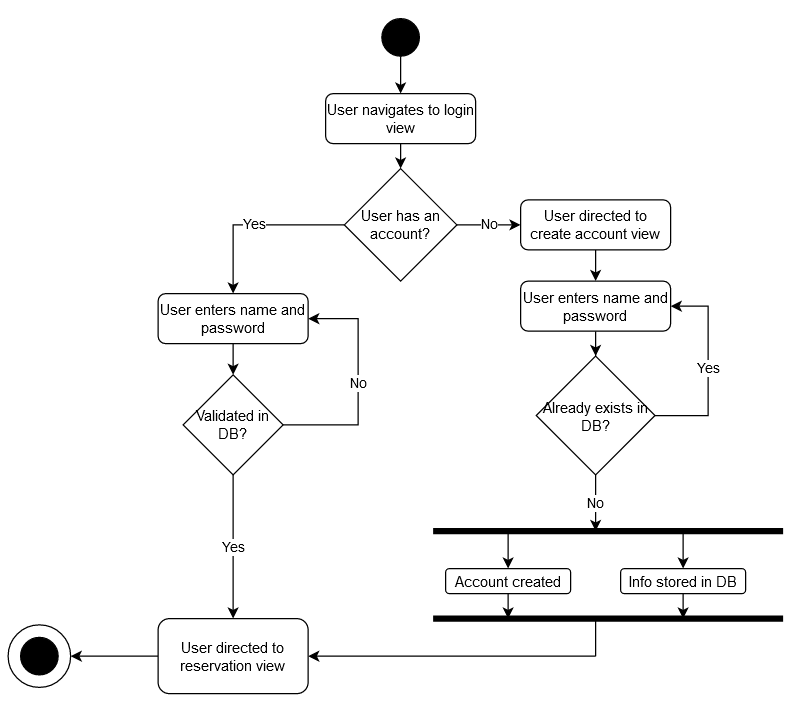 User navigates to login
view
User has an
account?
Yes
No
User directed to
create account view
User enters name and
password
User enters name and
password
No
Yes
Validated in
DB?
Already exists in
DB?
No
Yes
Account created
Info stored in DB
User directed to
reservation view